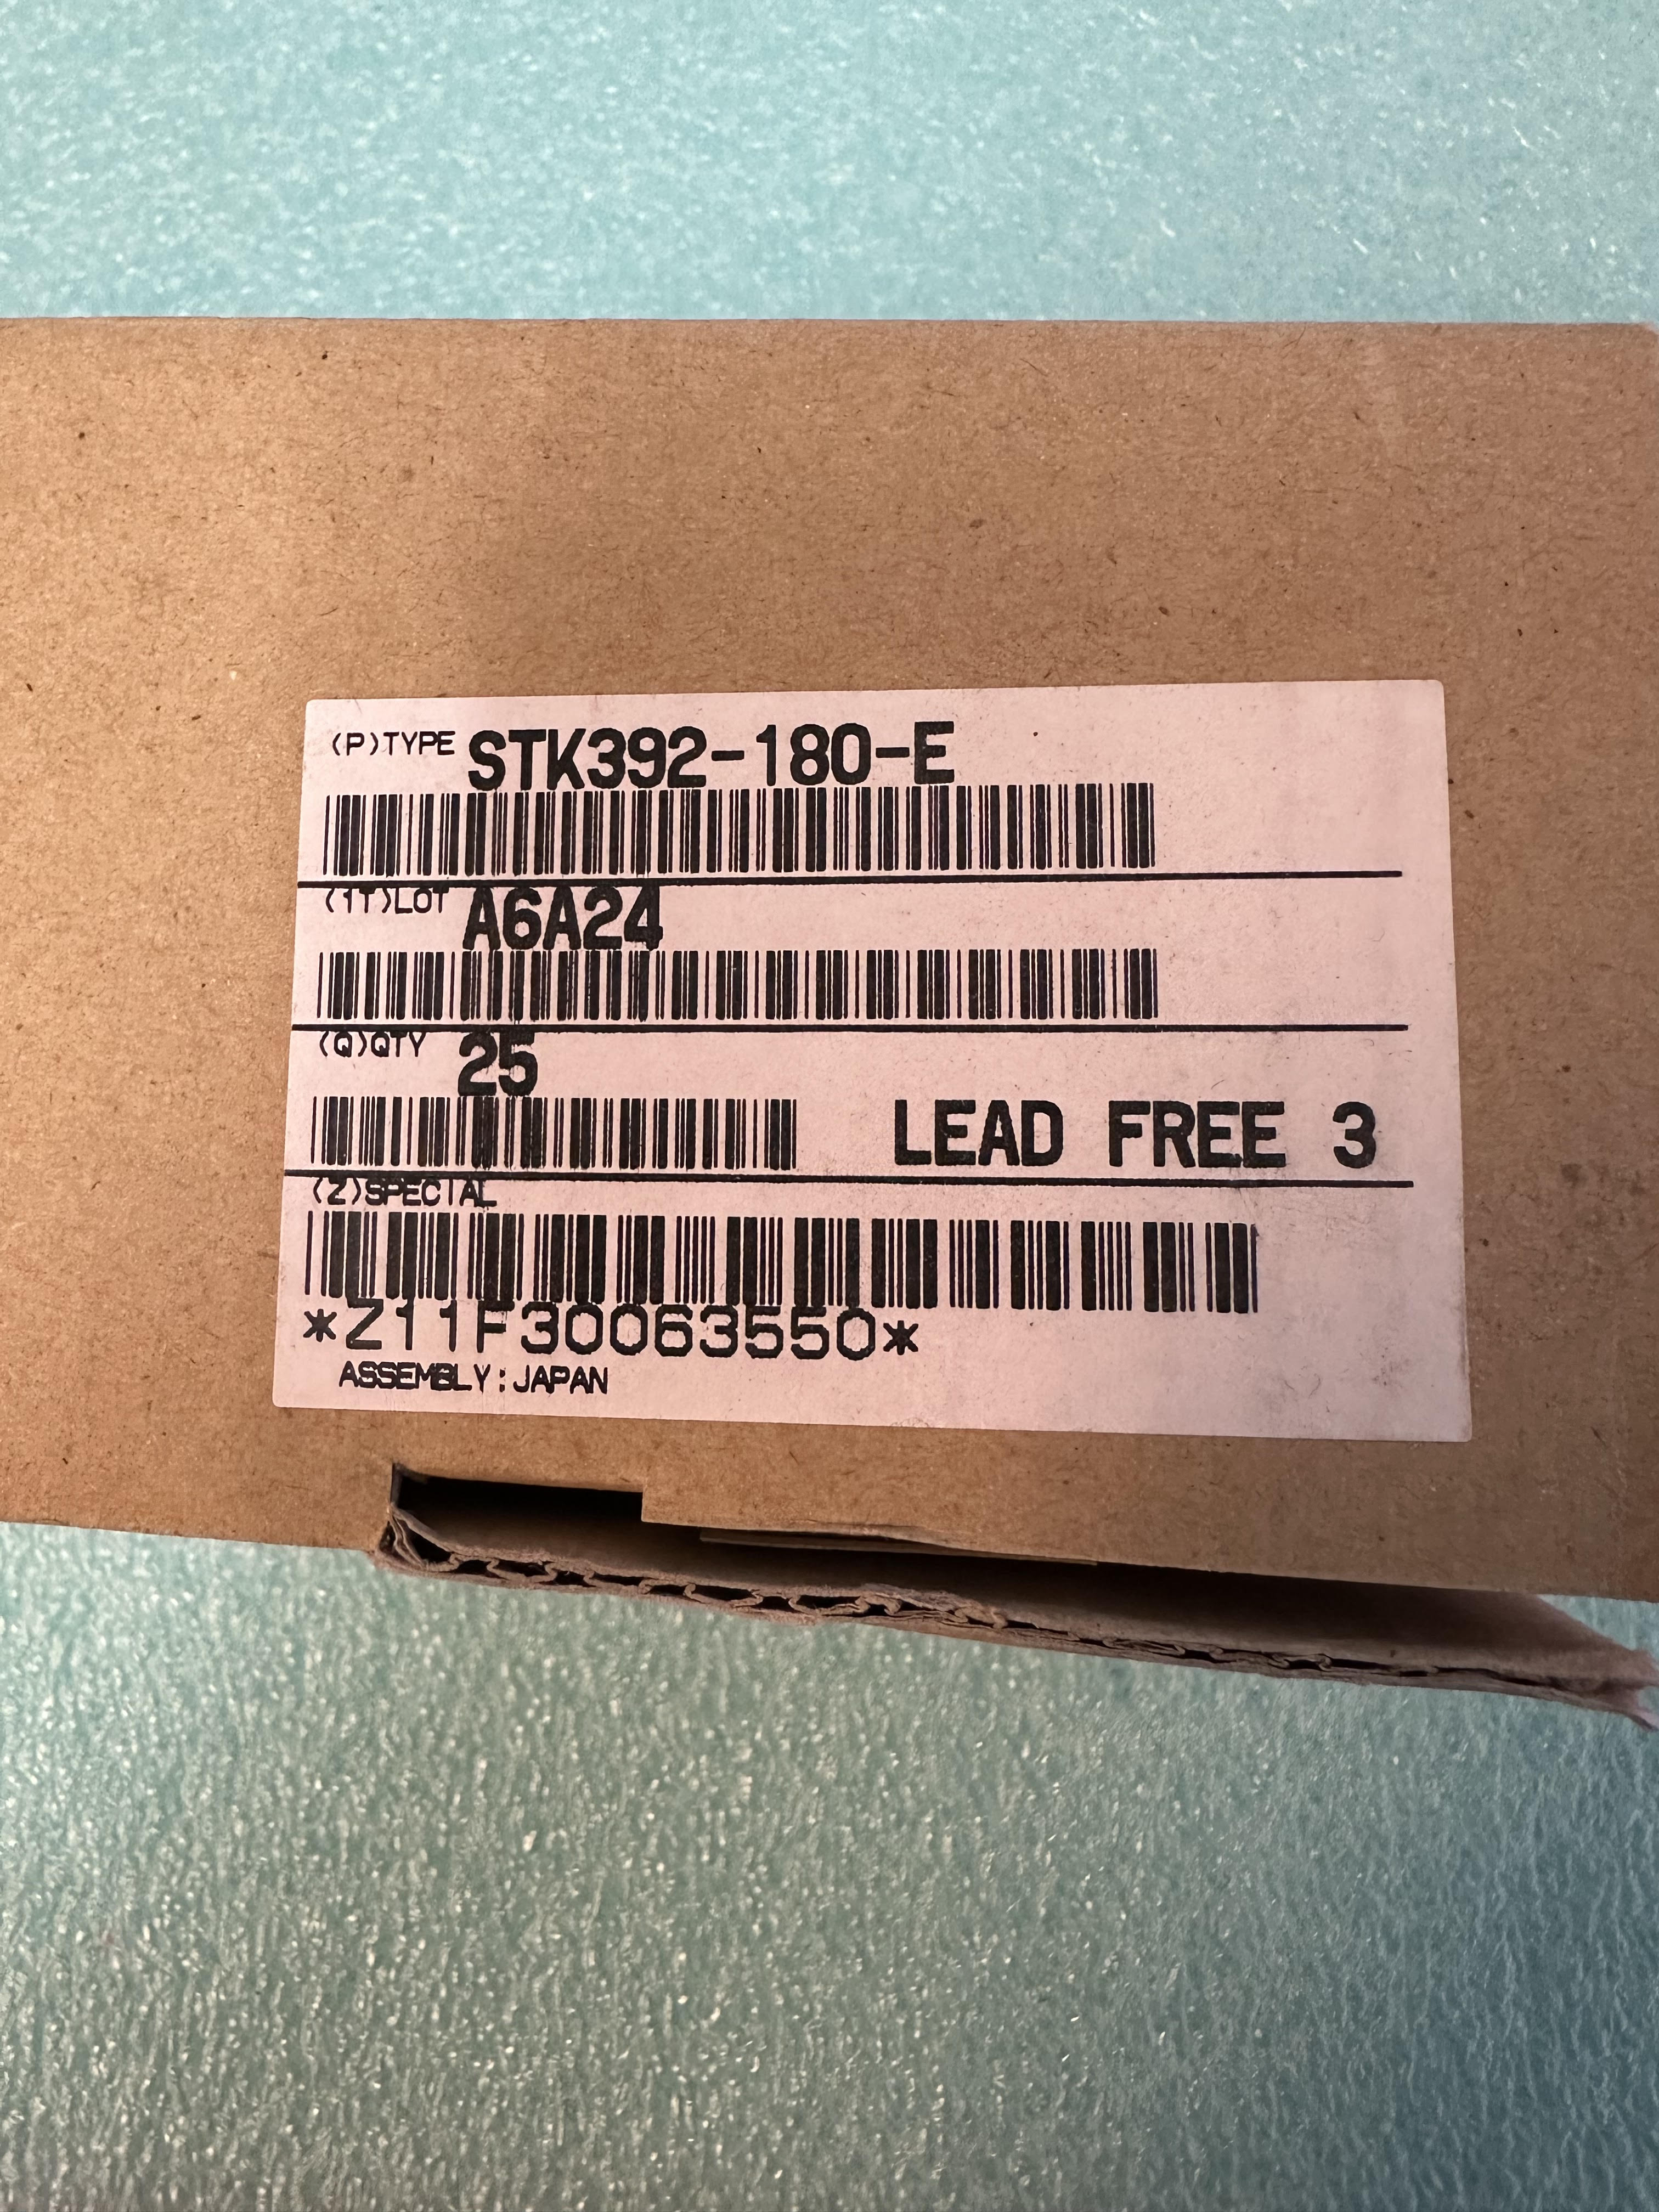 (P)TYPE STK392-180-E
(1T)LOT A6A24
(Q)QTY 25
LEAD FREE 3
(Z)SPECIAL
*Z11F30063550*
ASSEMBLY:JAPAN